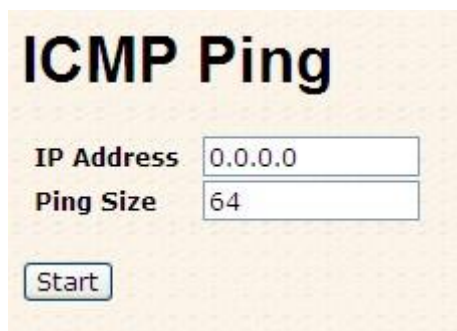 ICMP Ping
IP Address 0.0.0.0
Ping Size 64
Start